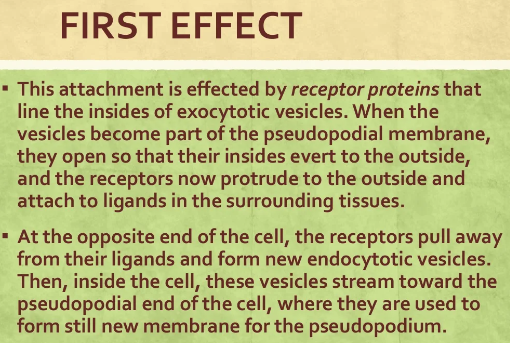 FIRST EFFECT
▪ This attachment is effected by receptor proteins that
line the insides of exocytotic vesicles. When the
vesicles become part of the pseudopodial membrane,
they open so that their insides evert to the outside,
and the receptors now protrude to the outside and
attach to ligands in the surrounding tissues.
▪ At the opposite end of the cell, the receptors pull away
from their ligands and form new endocytotic vesicles.
Then, inside the cell, these vesicles stream toward the
pseudopodial end of the cell, where they are used to
form still new membrane for the pseudopodium.